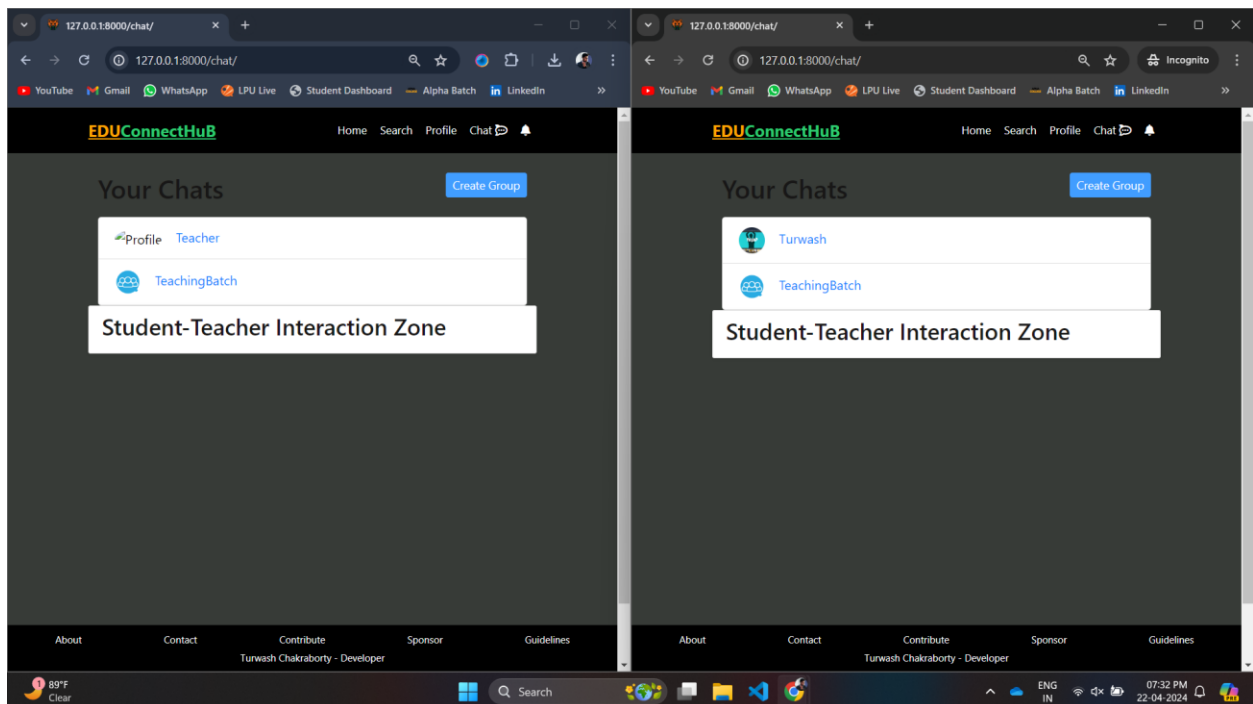 127.0.0.1:8000/chat/
127.0.0.1:8000/chat/
YouTube Gmail WhatsApp LPU Live Student Dashboard Alpha Batch LinkedIn »
EDUConnectHuB Home Search Profile Chat
Your Chats Create Group
Profile Teacher
TeachingBatch
Student-Teacher Interaction Zone
About Contact Contribute Sponsor Guidelines
Turwash Chakraborty - Developer
127.0.0.1:8000/chat/
127.0.0.1:8000/chat/ Incognito
YouTube Gmail WhatsApp LPU Live Student Dashboard Alpha Batch LinkedIn »
EDUConnectHuB Home Search Profile Chat
Your Chats Create Group
Turwash
TeachingBatch
Student-Teacher Interaction Zone
About Contact Contribute Sponsor Guidelines
Turwash Chakraborty - Developer
1 89°F Search ENG 07:32 PM
Clear IN 22-04-2024